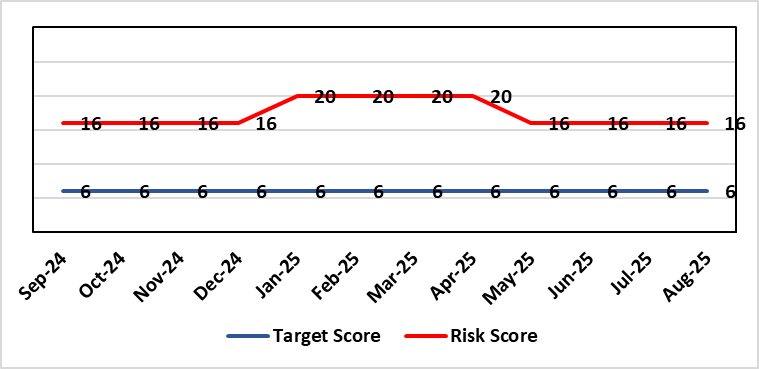 20 20 20 20
16 16 16 16 16 16 16 16
6 6 6 6 6 6 6 6 6 6 6 6
Sep-24 Oct-24 Nov-24 Dec-24 Jan-25 Feb-25 Mar-25 Apr-25 May-25 Jun-25 Jul-25 Aug-25
Target Score Risk Score